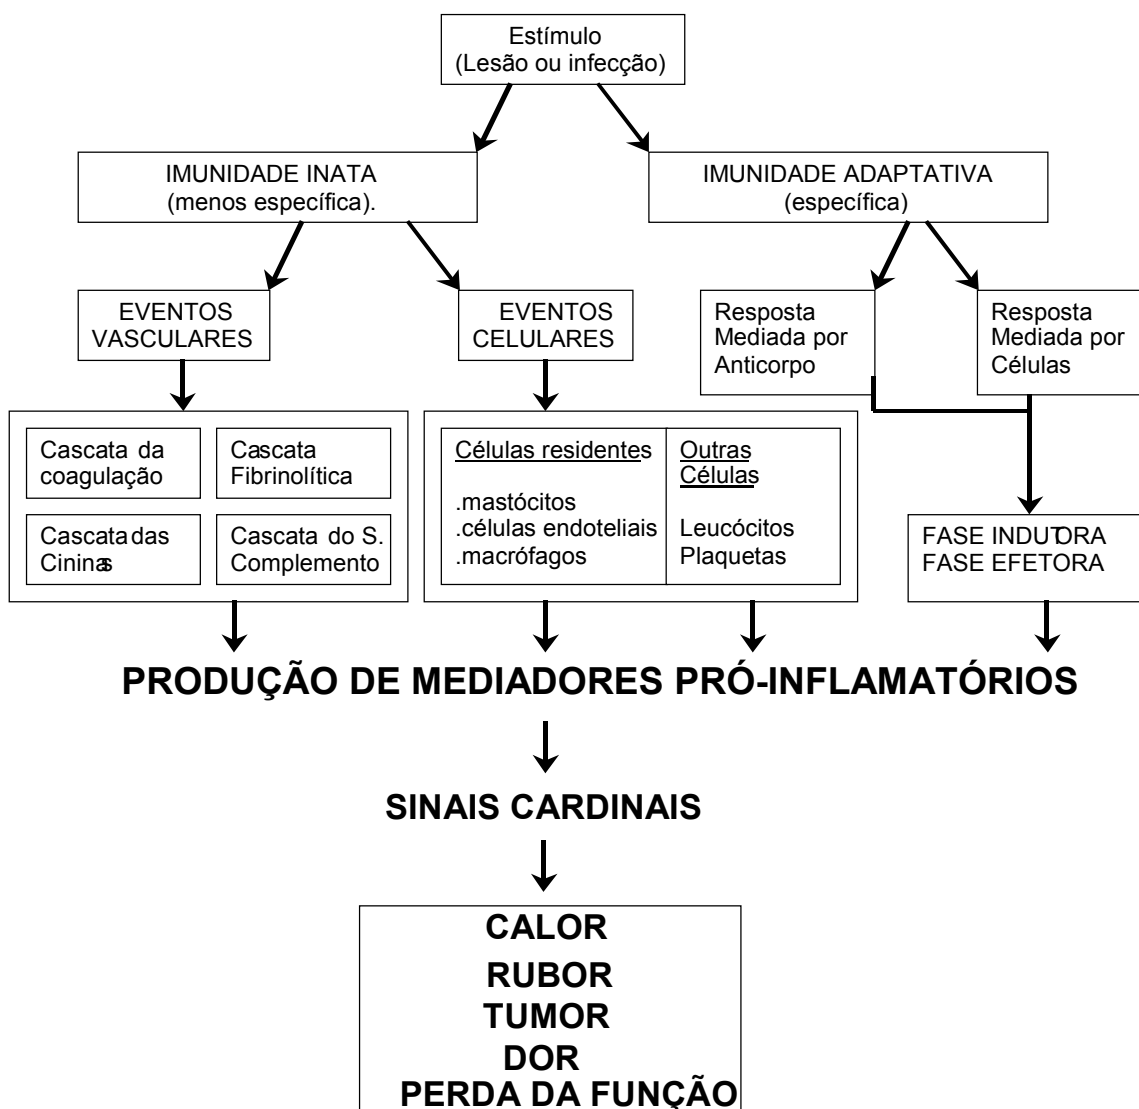 Estímulo
(Lesão ou infecção)
IMUNIDADE INATA
(menos específica).
IMUNIDADE ADAPTATIVA
(específica)
EVENTOS
VASCULARES
EVENTOS
CELULARES
Resposta
Mediada por
Anticorpo
Resposta
Mediada por
Células
Cascata da
coagulação
Cascata
Fibrinolítica
Cascata das
Cininas
Cascata do S.
Complemento
Células residentes
.mastócitos
.células endoteliais
.macrófagos
Outras
Células
Leucócitos
Plaquetas
FASE INDUTORA
FASE EFETORA
PRODUÇÃO DE MEDIADORES PRÓ-INFLAMATÓRIOS
SINAIS CARDINAIS
CALOR
RUBOR
TUMOR
DOR
PERDA DA FUNÇÃO